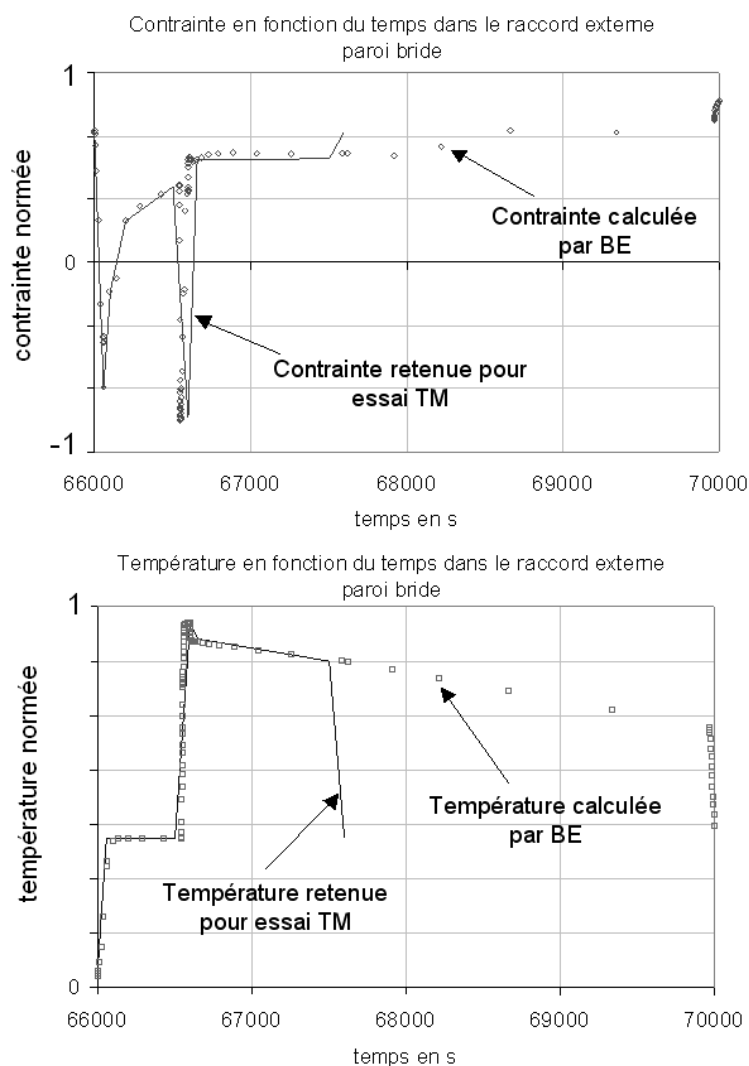 Contrainte en fonction du temps dans le raccord externe
paroi bride
1
0
-1
contrainte normée
Contrainte calculée
par BE
Contrainte retenue pour
essai TM
66000 67000 68000 69000 70000
temps en s
Température en fonction du temps dans le raccord externe
paroi bride
1
0
température normée
Température calculée
par BE
Température retenue
pour essai TM
66000 67000 68000 69000 70000
temps en s